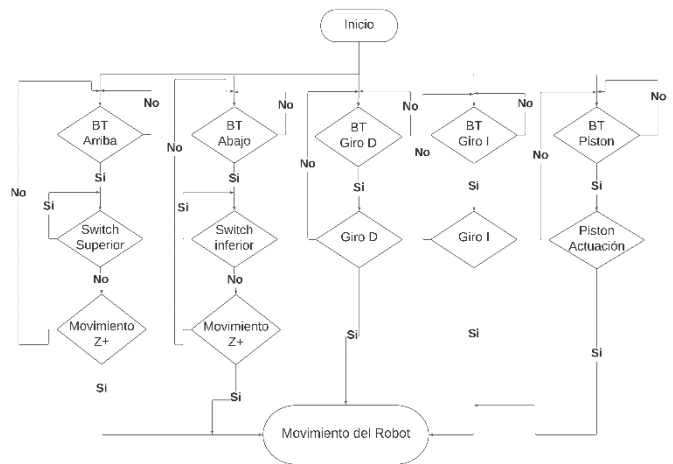 Inicio
No
No
No
No
No
BT
Arriba
BT
Abajo
BT
Giro D
BT
Giro I
BT
Piston
No
No
No
No
No
Si
Si
Si
Si
Si
Si
Si
Switch
Superior
Switch
inferior
Giro D
Giro I
Piston
Actuación
No
No
Movimiento
Z+
Movimiento
Z+
Si
Si
Si
Si
Si
Movimiento del Robot